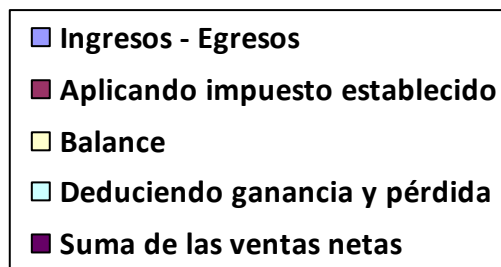 Ingresos - Egresos
Aplicando impuesto establecido
Balance
Deduciendo ganancia y pérdida
Suma de las ventas netas